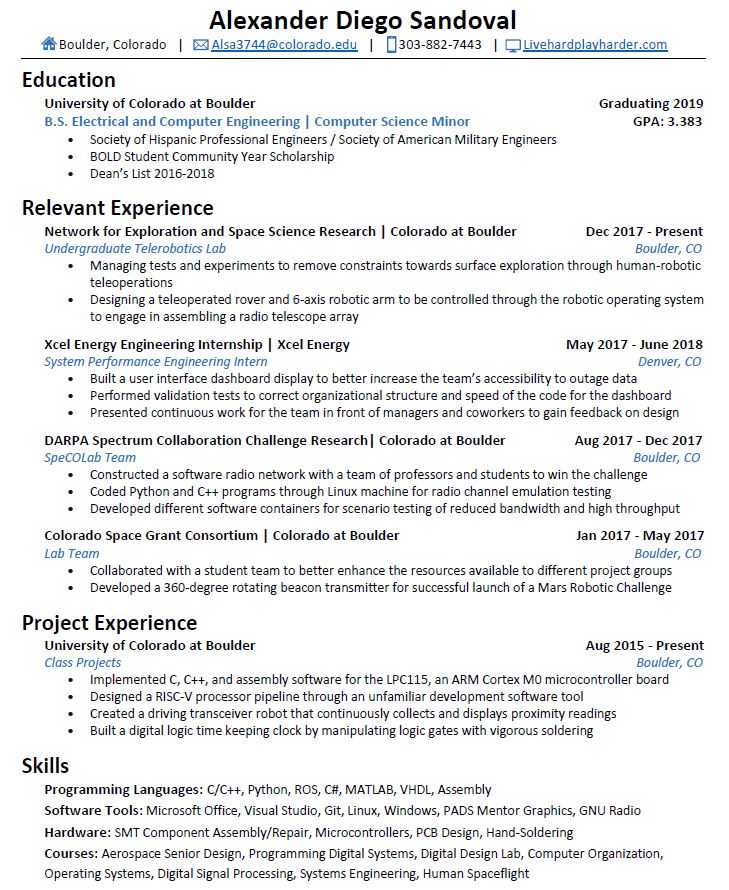 Alexander Diego Sandoval
Boulder, Colorado | Alsa3744@colorado.edu | 303-882-7443 | Livehardplayharder.com
Education
University of Colorado at Boulder Graduating 2019
B.S. Electrical and Computer Engineering | Computer Science Minor GPA: 3.383
• Society of Hispanic Professional Engineers / Society of American Military Engineers
• BOLD Student Community Year Scholarship
• Dean's List 2016-2018
Relevant Experience
Network for Exploration and Space Science Research | Colorado at Boulder Dec 2017 - Present
Undergraduate Telerobotics Lab Boulder, CO
• Managing tests and experiments to remove constraints towards surface exploration through human-robotic
teleoperations
• Designing a teleoperated rover and 6-axis robotic arm to be controlled through the robotic operating system
to engage in assembling a radio telescope array
Xcel Energy Engineering Internship | Xcel Energy May 2017 - June 2018
System Performance Engineering Intern Denver, CO
• Built a user interface dashboard display to better increase the team's accessibility to outage data
• Performed validation tests to correct organizational structure and speed of the code for the dashboard
• Presented continuous work for the team in front of managers and coworkers to gain feedback on design
DARPA Spectrum Collaboration Challenge Research| Colorado at Boulder Aug 2017 - Dec 2017
SpeCOLab Team Boulder, CO
• Constructed a software radio network with a team of professors and students to win the challenge
• Coded Python and C++ programs through Linux machine for radio channel emulation testing
• Developed different software containers for scenario testing of reduced bandwidth and high throughput
Colorado Space Grant Consortium | Colorado at Boulder Jan 2017 - May 2017
Lab Team Boulder, CO
• Collaborated with a student team to better enhance the resources available to different project groups
• Developed a 360-degree rotating beacon transmitter for successful launch of a Mars Robotic Challenge
Project Experience
University of Colorado at Boulder Aug 2015 - Present
Class Projects Boulder, CO
• Implemented C, C++, and assembly software for the LPC115, an ARM Cortex M0 microcontroller board
• Designed a RISC-V processor pipeline through an unfamiliar development software tool
• Created a driving transceiver robot that continuously collects and displays proximity readings
• Built a digital logic time keeping clock by manipulating logic gates with vigorous soldering
Skills
Programming Languages: C/C++, Python, ROS, C#, MATLAB, VHDL, Assembly
Software Tools: Microsoft Office, Visual Studio, Git, Linux, Windows, PADS Mentor Graphics, GNU Radio
Hardware: SMT Component Assembly/Repair, Microcontrollers, PCB Design, Hand-Soldering
Courses: Aerospace Senior Design, Programming Digital Systems, Digital Design Lab, Computer Organization,
Operating Systems, Digital Signal Processing, Systems Engineering, Human Spaceflight